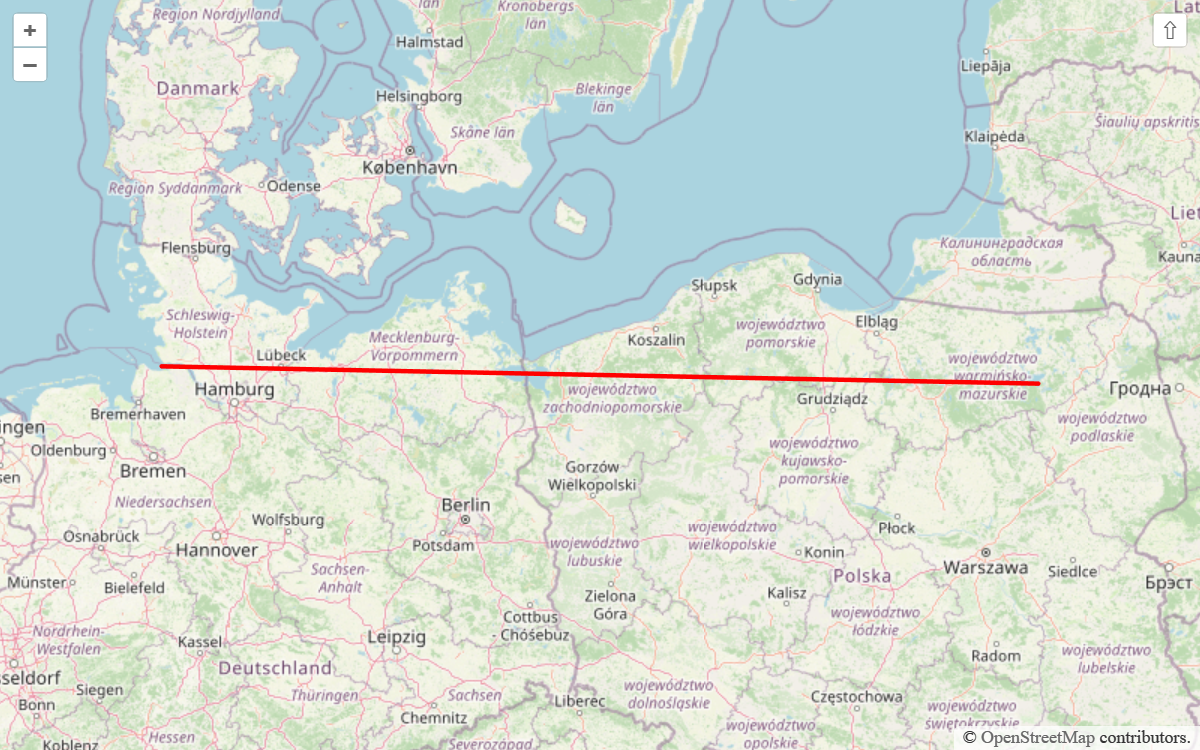 +
−
⇧
Region Nordjylland
län
Kronobergs
län
Lat
Halmstad
Liepāja
Danmark
Helsingborg
Blekinge
län
Šiaulių apskritis
Skåne län
Klaipėda
København
Region Syddanmark
Odense
Liet
Flensburg
Калининградская
область
Kauna
Słupsk
Gdynia
Schleswig-
Holstein
Elbląg
Mecklenburg-
Vorpommern
Koszalin
województwo
pomorskie
Lübeck
województwo
warmińsko-
mazurskie
Hamburg
województwo
zachodniopomorskie
Grudziądz
Гродна
Bremerhaven
ingen
Oldenburg
województwo
podlaskie
województwo
kujawsko-
pomorskie
Bremen
sen
Gorzów
Wielkopolski
Niedersachsen
Berlin
Wolfsburg
Płock
Osnabrück
Hannover
Potsdam
województwo
wielkopolskie
województwo
lubuskie
Konin
Warszawa
Siedlce
Münster
Bielefeld
Sachsen-
Anhalt
Polska
Брэст
Kalisz
Zielona
Góra
Cottbus
- Chóśebuz
województwo
łódzkie
Nordrhein-
Westfalen
Kassel
Leipzig
Radom
województwo
lubelskie
Deutschland
sseldorf
Siegen
Thüringen
Sachsen
województwo
dolnośląskie
Częstochowa
Bonn
Liberec
Chemnitz
województwo
świętokrzyskie
województwo
opolskie
Koblenz
Hessen
Severozápad
© OpenStreetMap contributors.